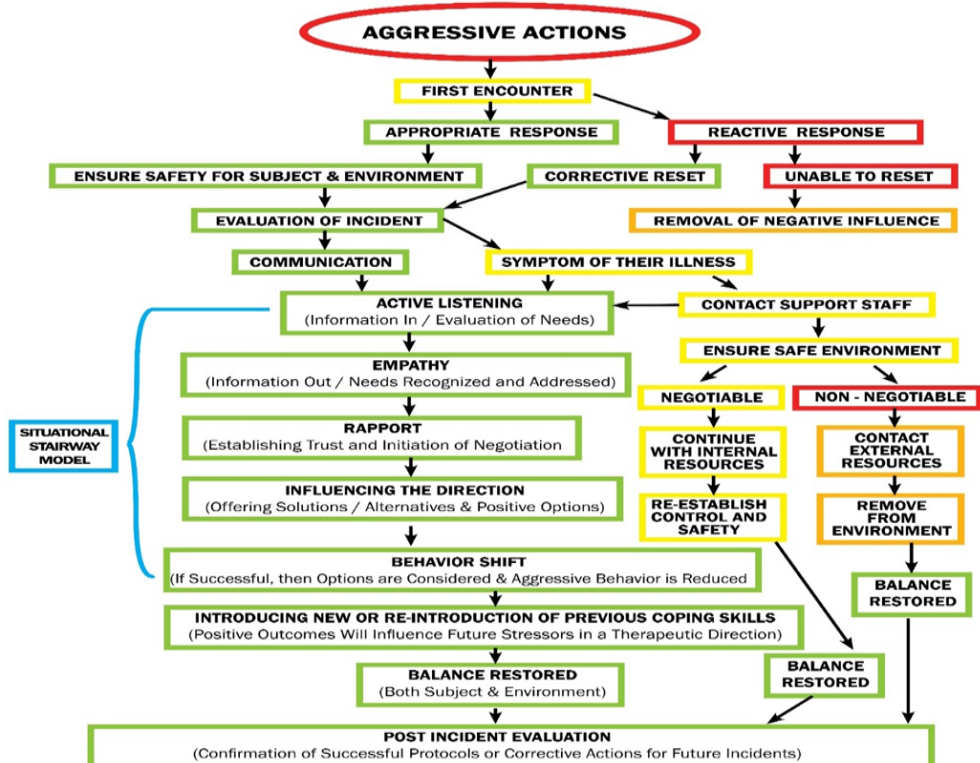 AGGRESSIVE ACTIONS
FIRST ENCOUNTER
APPROPRIATE RESPONSE
REACTIVE RESPONSE
ENSURE SAFETY FOR SUBJECT & ENVIRONMENT
CORRECTIVE RESET
UNABLE TO RESET
EVALUATION OF INCIDENT
REMOVAL OF NEGATIVE INFLUENCE
COMMUNICATION
SYMPTOM OF THEIR ILLNESS
ACTIVE LISTENING
(Information In / Evaluation of Needs)
CONTACT SUPPORT STAFF
ENSURE SAFE ENVIRONMENT
EMPATHY
(Information Out / Needs Recognized and Addressed)
NEGOTIABLE
NON - NEGOTIABLE
SITUATIONAL
STAIRWAY
MODEL
RAPPORT
(Establishing Trust and Initiation of Negotiation
CONTINUE
WITH INTERNAL
RESOURCES
CONTACT
EXTERNAL
RESOURCES
INFLUENCING THE DIRECTION
(Offering Solutions / Alternatives & Positive Options)
RE-ESTABLISH
CONTROL AND
SAFETY
REMOVE
FROM
ENVIRONMENT
BEHAVIOR SHIFT
(If Successful, then Options are Considered & Aggressive Behavior is Reduced
BALANCE
RESTORED
INTRODUCING NEW OR RE-INTRODUCTION OF PREVIOUS COPING SKILLS
(Positive Outcomes Will Influence Future Stressors in a Therapeutic Direction)
BALANCE RESTORED
(Both Subject & Environment)
BALANCE
RESTORED
POST INCIDENT EVALUATION
(Confirmation of Successful Protocols or Corrective Actions for Future Incidents)